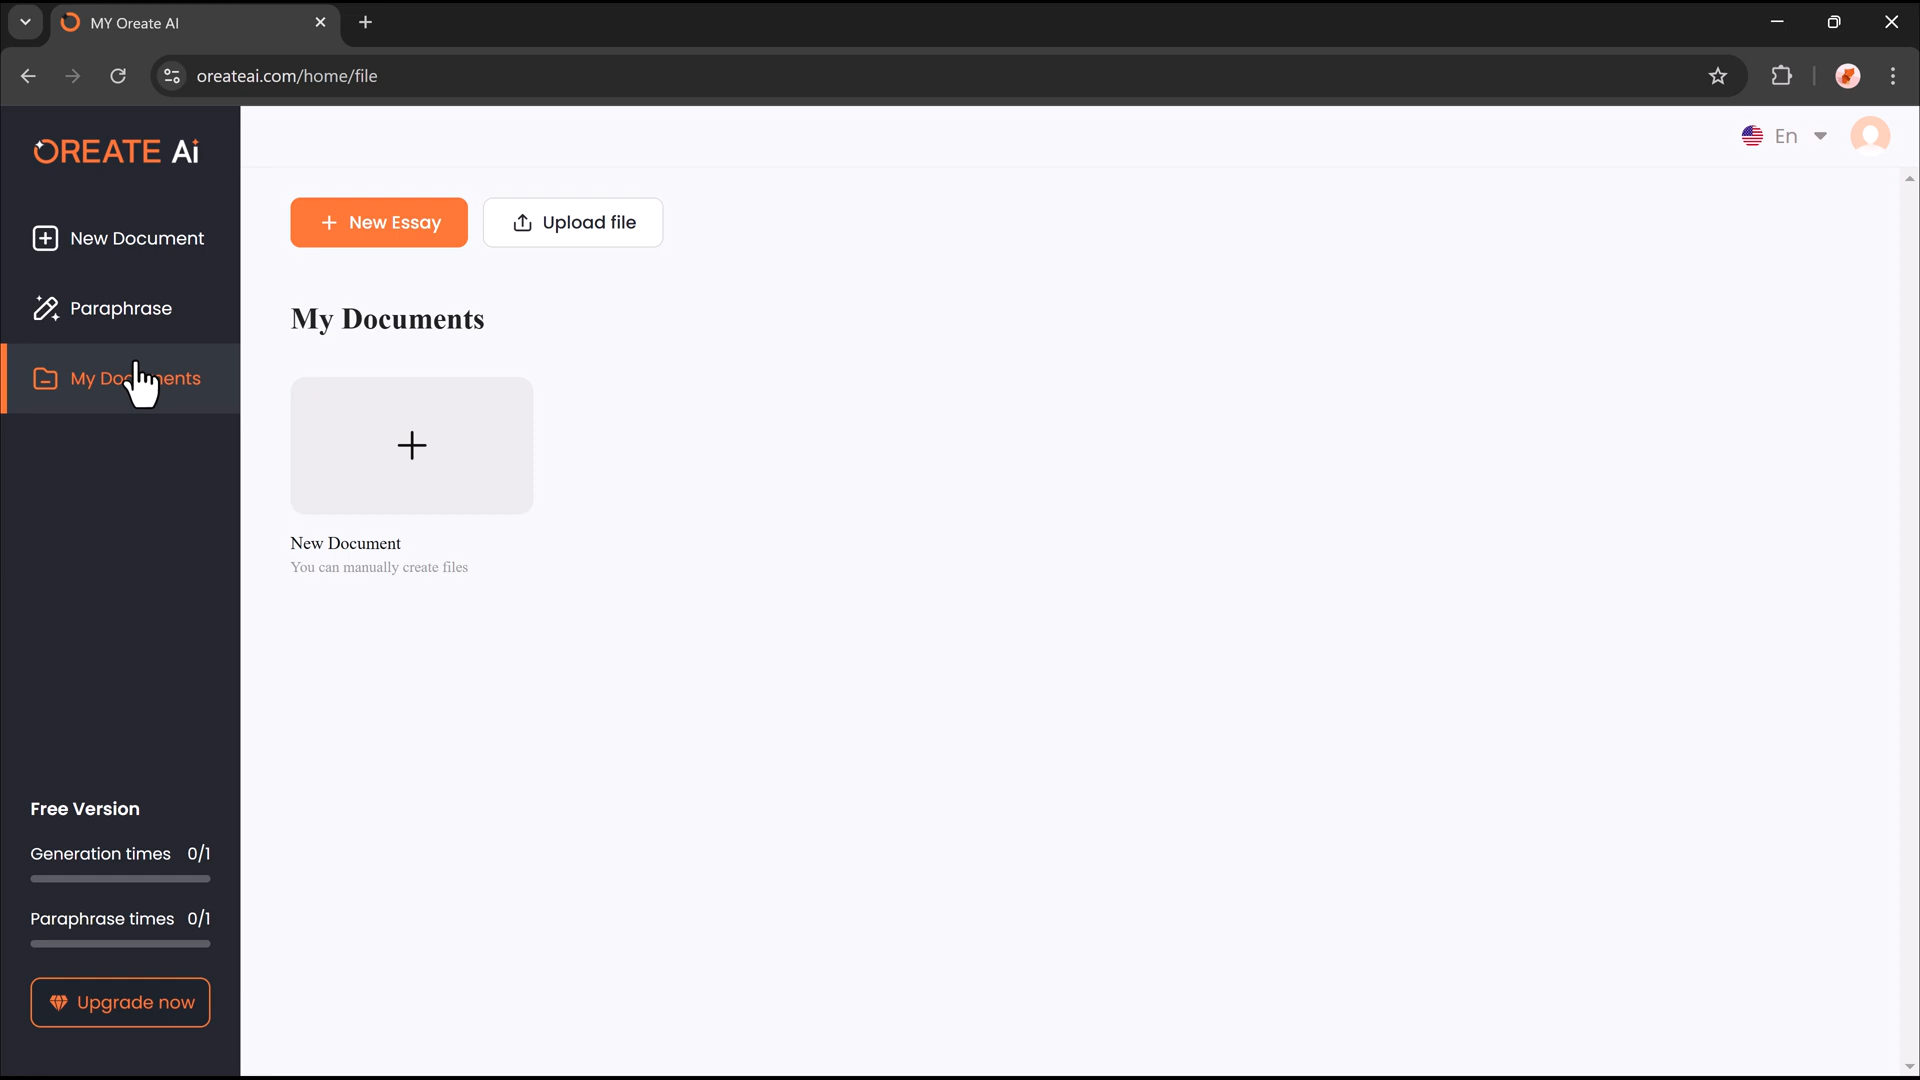 MY Oreate AI
oreateai.com/home/file
OREATE Ai
En
New Document
Paraphrase
My Documents
New Essay
Upload file
My Documents
New Document
You can manually create files
Free Version
Generation times 0/1
Paraphrase times 0/1
Upgrade now